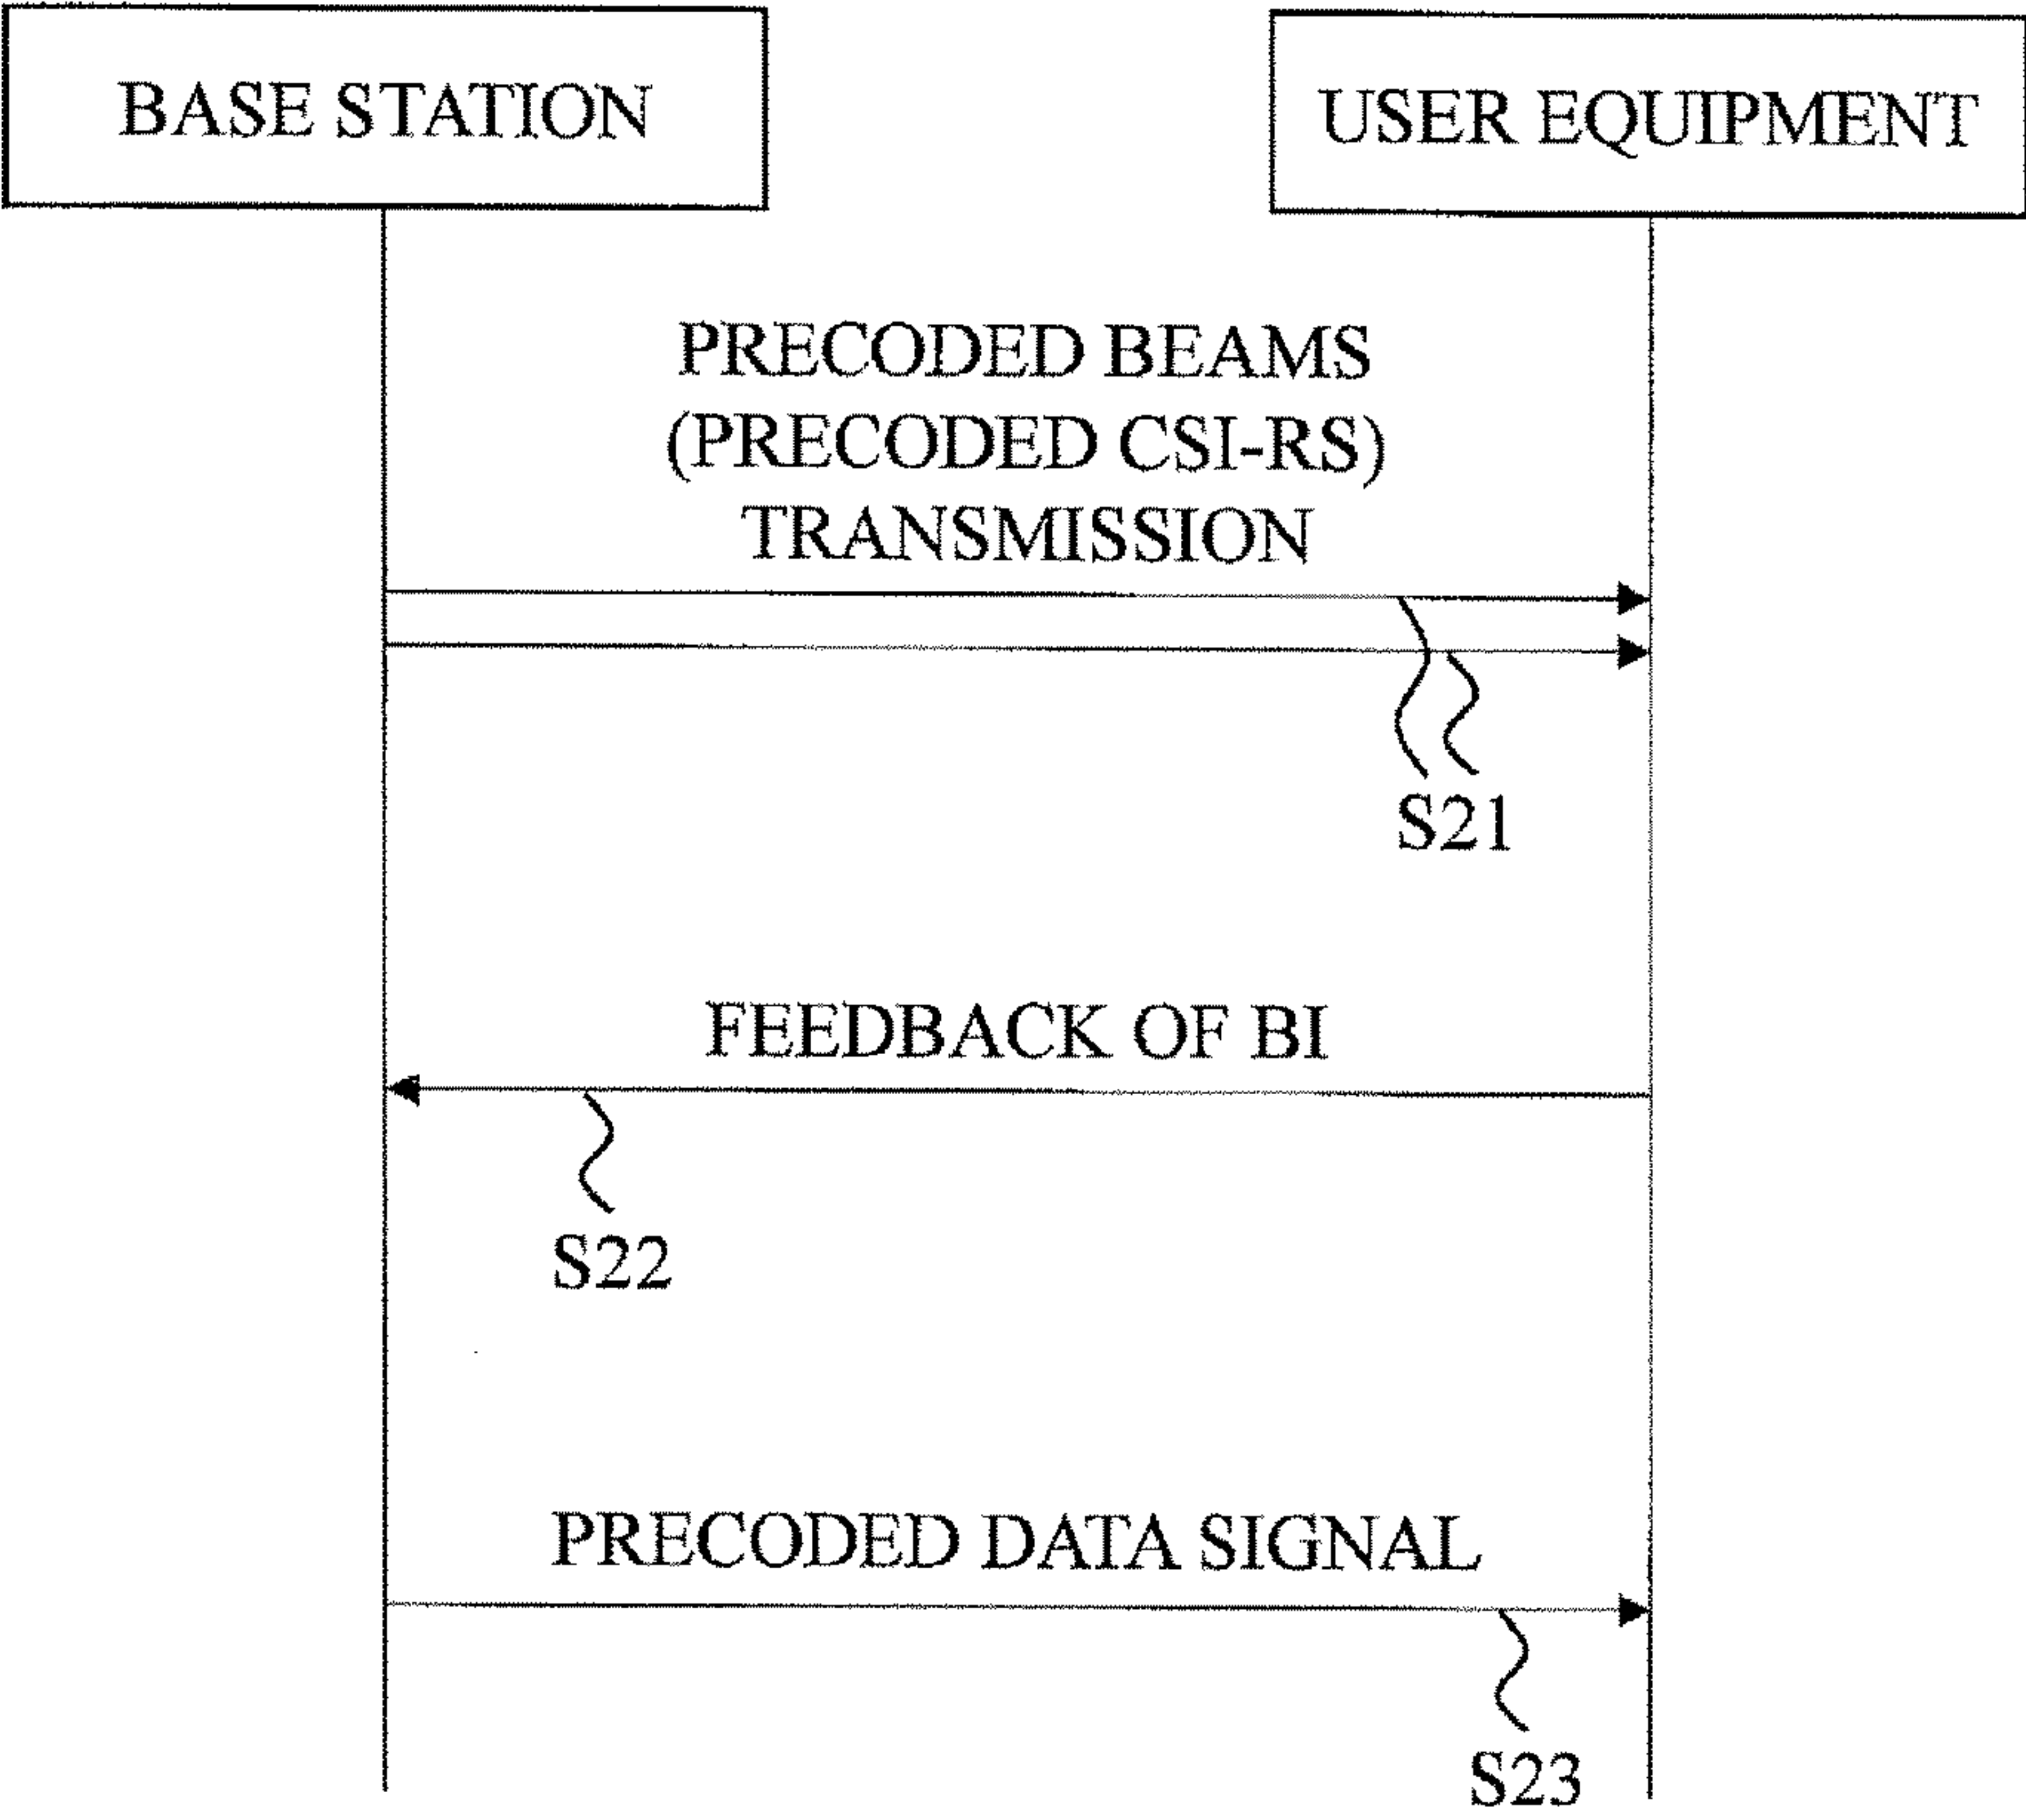 BASE STATION
USER EQUIPMENT
PRECODED BEAMS
(PRECODED CSI-RS)
TRANSMISSION
S21
FEEDBACK OF BI
S22
PRECODED DATA SIGNAL
S23